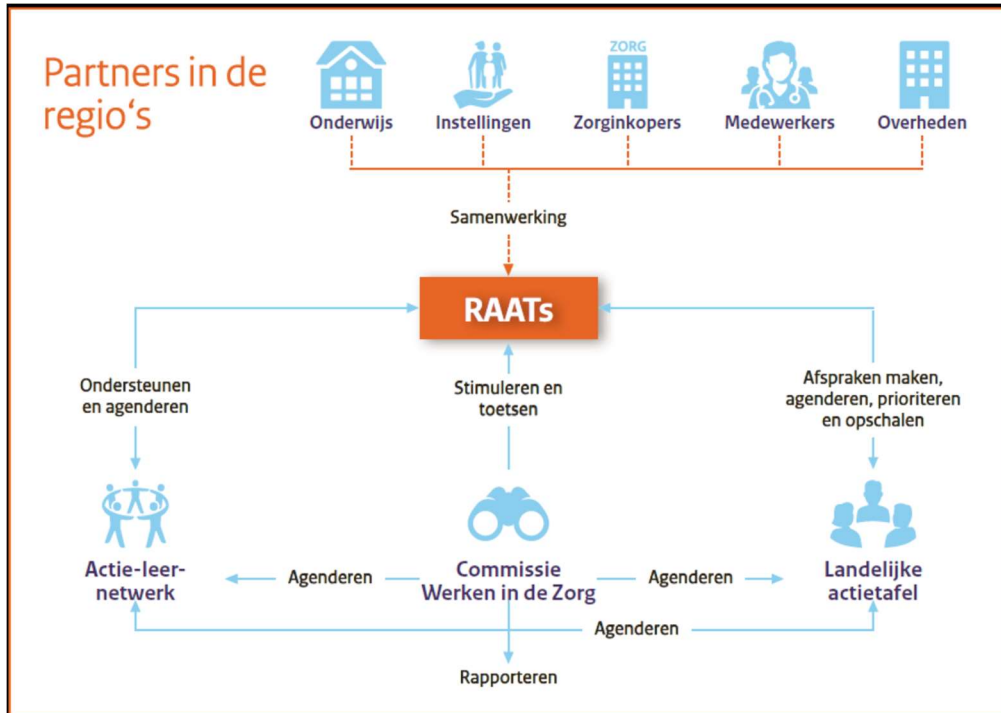 Partners in de
regio‘s
ZORG
Onderwijs
Instellingen
Zorginkopers
Medewerkers
Overheden
Samenwerking
RAATs
Ondersteunen
en agenderen
Stimuleren en
toetsen
Afspraken maken,
agenderen, prioriteren
en opschalen
Actie-leer-
netwerk
Agenderen
Commissie
Werken in de Zorg
Agenderen
Landelijke
actietafel
Agenderen
Rapporteren